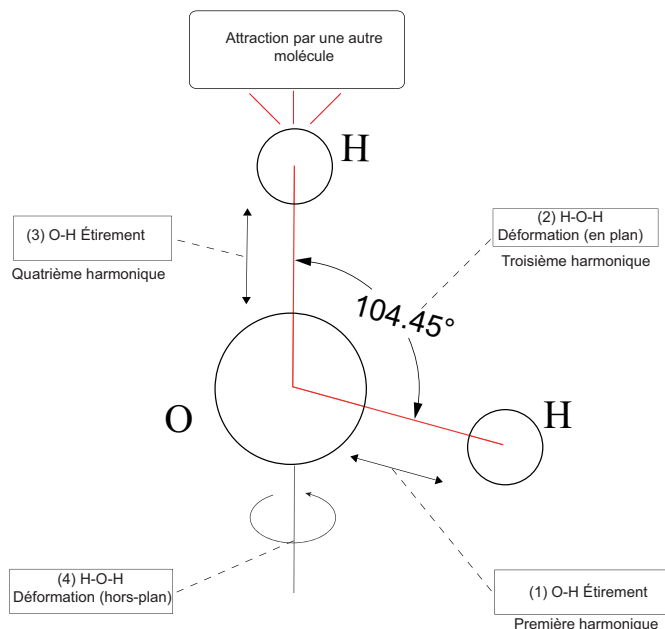 Attraction par une autre
molécule
H
(3) O-H Étirement
Quatrième harmonique
(2) H-O-H
Déformation (en plan)
Troisième harmonique
104.45°
O
H
(4) H-O-H
Déformation (hors-plan)
(1) O-H Étirement
Première harmonique